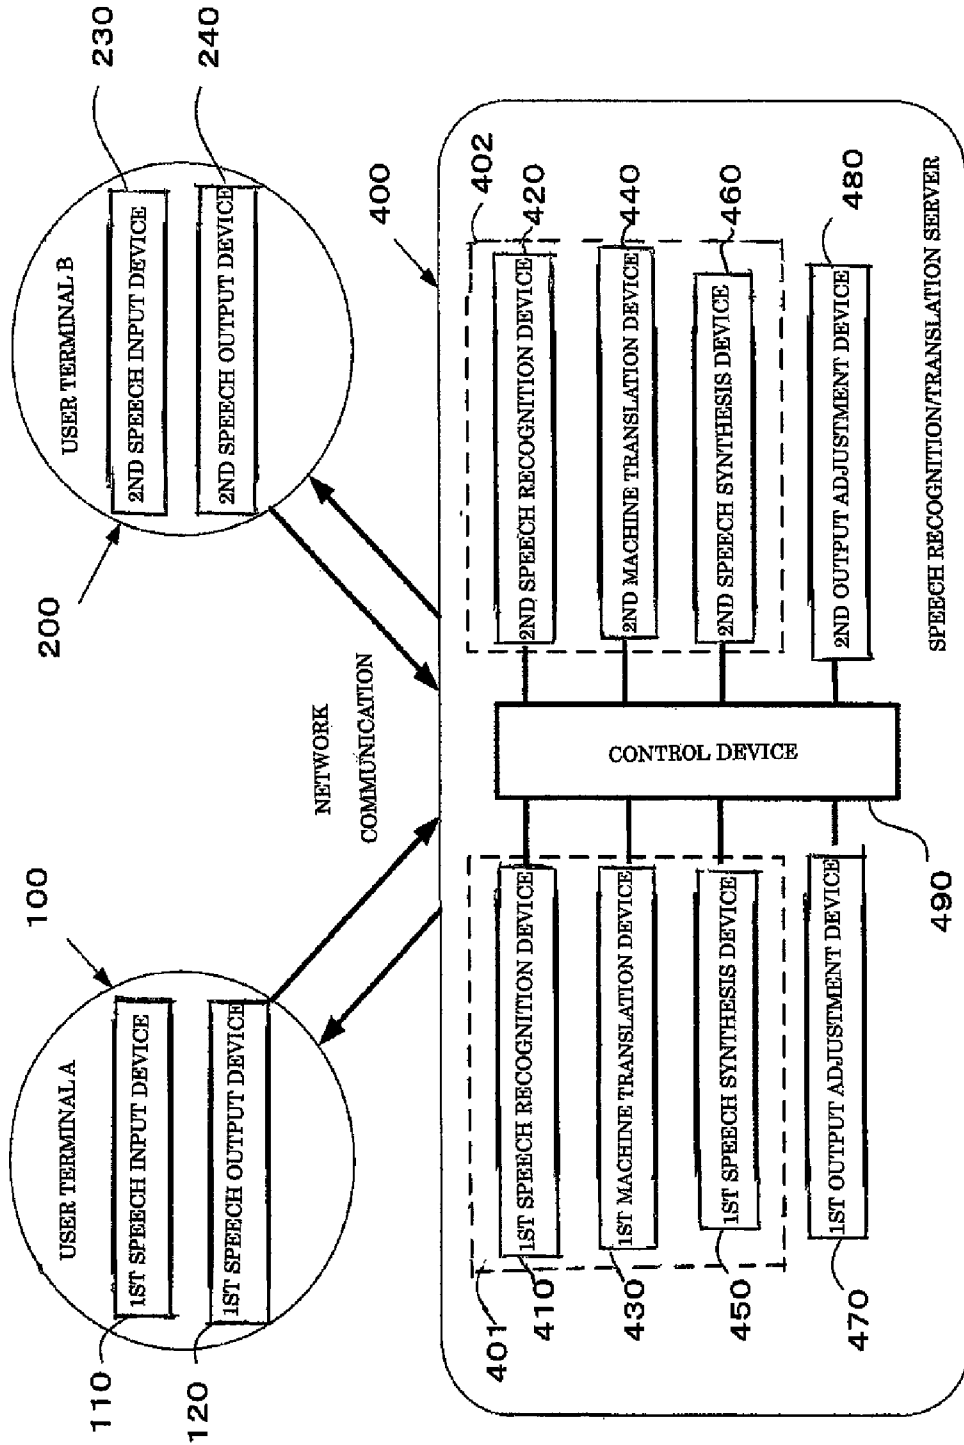 100
USER TERMINAL A
110
1ST SPEECH INPUT DEVICE
120
1ST SPEECH OUTPUT DEVICE
200
USER TERMINAL B
2ND SPEECH INPUT DEVICE
230
2ND SPEECH OUTPUT DEVICE
240
NETWORK
COMMUNICATION
400
401
410
1ST SPEECH RECOGNITION DEVICE
430
1ST MACHINE TRANSLATION DEVICE
450
1ST SPEECH SYNTHESIS DEVICE
470
1ST OUTPUT ADJUSTMENT DEVICE
CONTROL DEVICE
490
402
2ND SPEECH RECOGNITION DEVICE
420
2ND MACHINE TRANSLATION DEVICE
440
2ND SPEECH SYNTHESIS DEVICE
460
2ND OUTPUT ADJUSTMENT DEVICE
480
SPEECH RECOGNITION/TRANSLATION SERVER